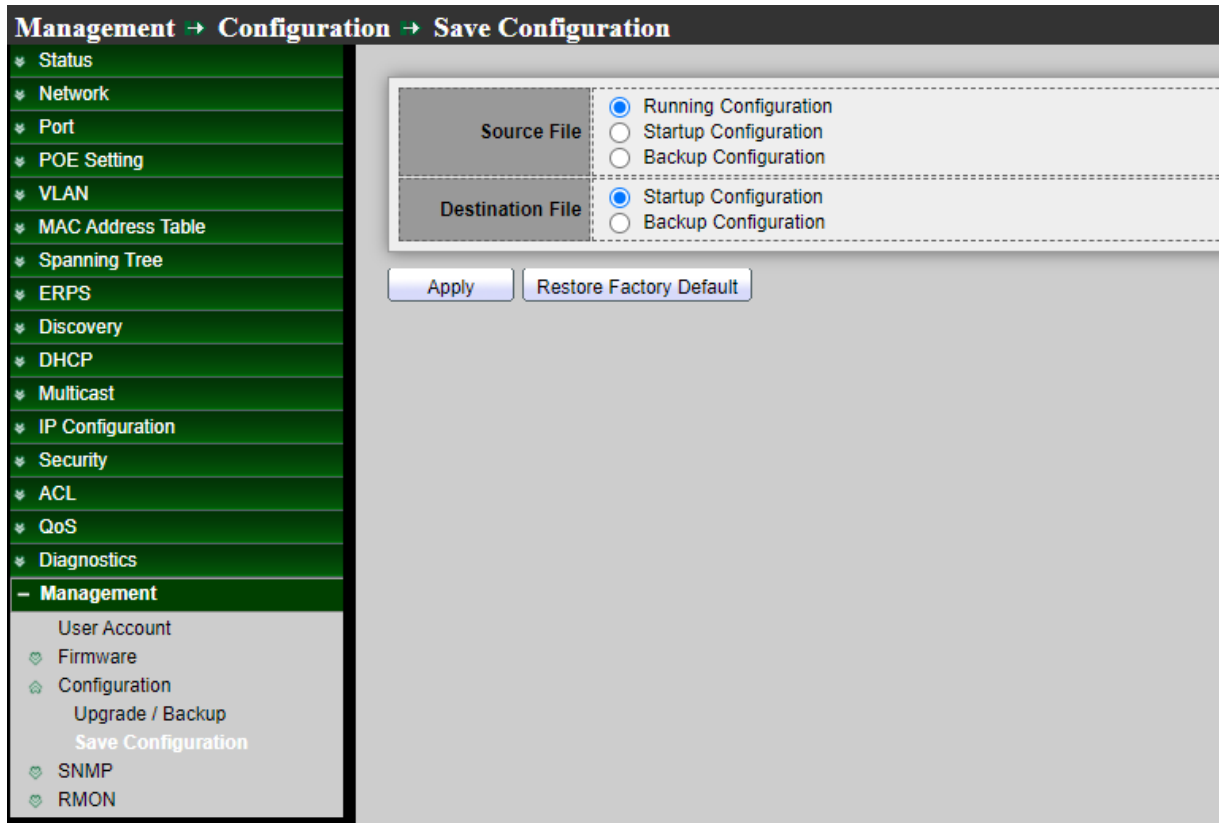 Management → Configuration → Save Configuration
Status
Network
Port
POE Setting
VLAN
MAC Address Table
Spanning Tree
ERPS
Discovery
DHCP
Multicast
IP Configuration
Security
ACL
QoS
Diagnostics
Management
User Account
Firmware
Configuration
Upgrade / Backup
Save Configuration
SNMP
RMON
Source File
Running Configuration
Startup Configuration
Backup Configuration
Destination File
Startup Configuration
Backup Configuration
Apply
Restore Factory Default